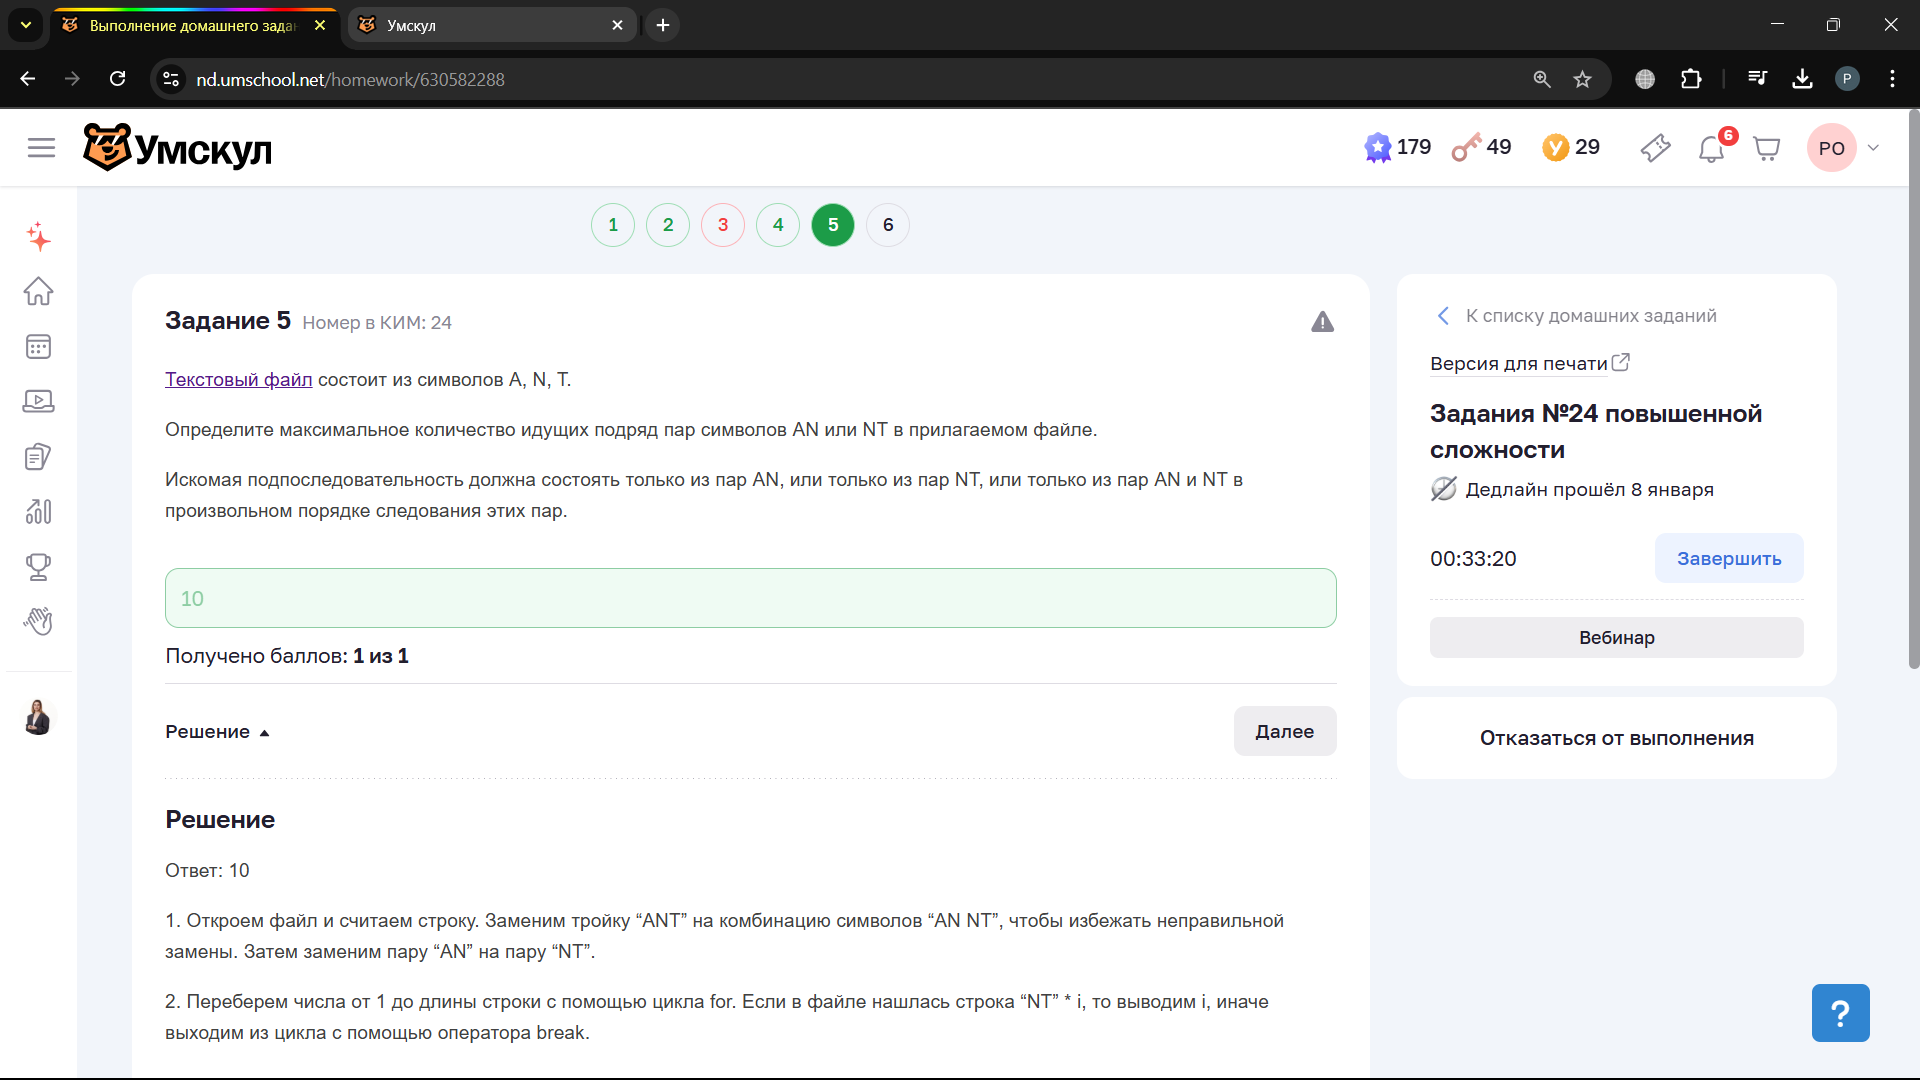 Выполнение домашнего зада
Умскул
nd.umschool.net/homework/630582288
P
Умскул
179
49
29
6
PO
1
2
3
4
5
6
Задание 5 Номер в КИМ: 24
Текстовый файл состоит из символов A, N, T.
Определите максимальное количество идущих подряд пар символов AN или NT в прилагаемом файле.
Искомая подпоследовательность должна состоять только из пар AN, или только из пар NT, или только из пар AN и NT в
произвольном порядке следования этих пар.
10
Получено баллов: 1 из 1
Решение
Далее
Решение
Ответ: 10
1. Откроем файл и считаем строку. Заменим тройку “ANT” на комбинацию символов “AN NT”, чтобы избежать неправильной
замены. Затем заменим пару “AN” на пару “NT”.
2. Переберем числа от 1 до длины строки с помощью цикла for. Если в файле нашлась строка “NT” * i, то выводим i, иначе
выходим из цикла с помощью оператора break.
К списку домашних заданий
Версия для печати
Задания №24 повышенной
сложности
Дедлайн прошёл 8 января
00:33:20
Завершить
Вебинар
Отказаться от выполнения
?